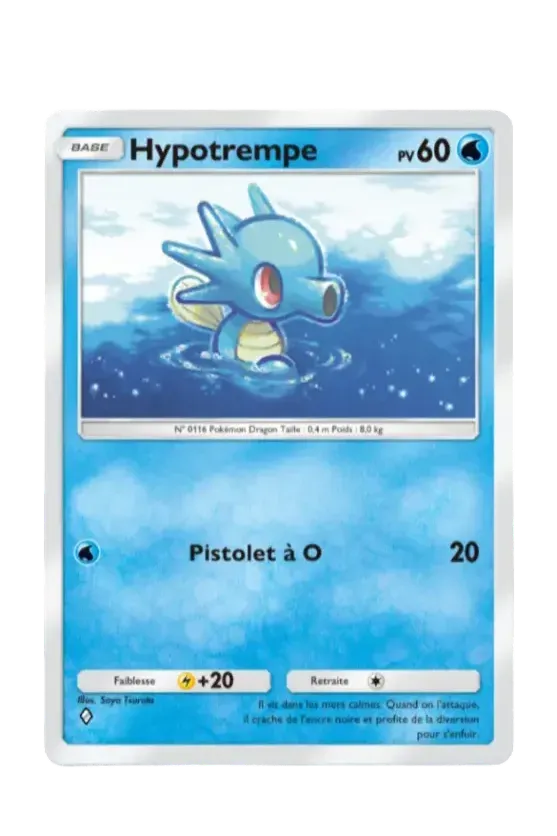 BASE Hypotrempe PV 60
N° 0116 Pokémon Dragon Taille : 0,4 m Poids : 8,0 kg
Pistolet à O 20
Faiblesse +20 Retraite
Illus. Saya Tsuruta
Il vit dans les mers calmes. Quand on l'attaque,
il crache de l'encre noire et profite de la diversion
pour s'enfuir.